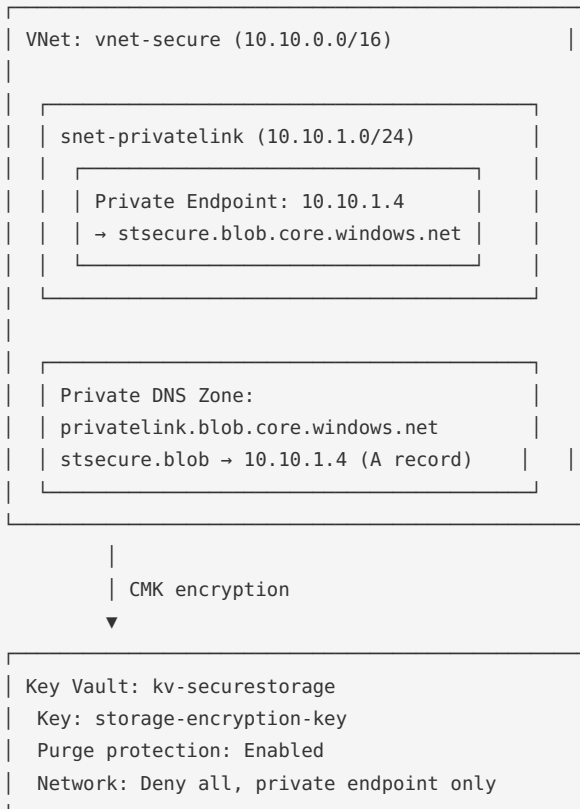 VNet: vnet-secure (10.10.0.0/16)
snet-privatelink (10.10.1.0/24)
Private Endpoint: 10.10.1.4
→ stsecure.blob.core.windows.net
Private DNS Zone:
privatelink.blob.core.windows.net
stsecure.blob → 10.10.1.4 (A record)
CMK encryption
Key Vault: kv-securestorage
Key: storage-encryption-key
Purge protection: Enabled
Network: Deny all, private endpoint only